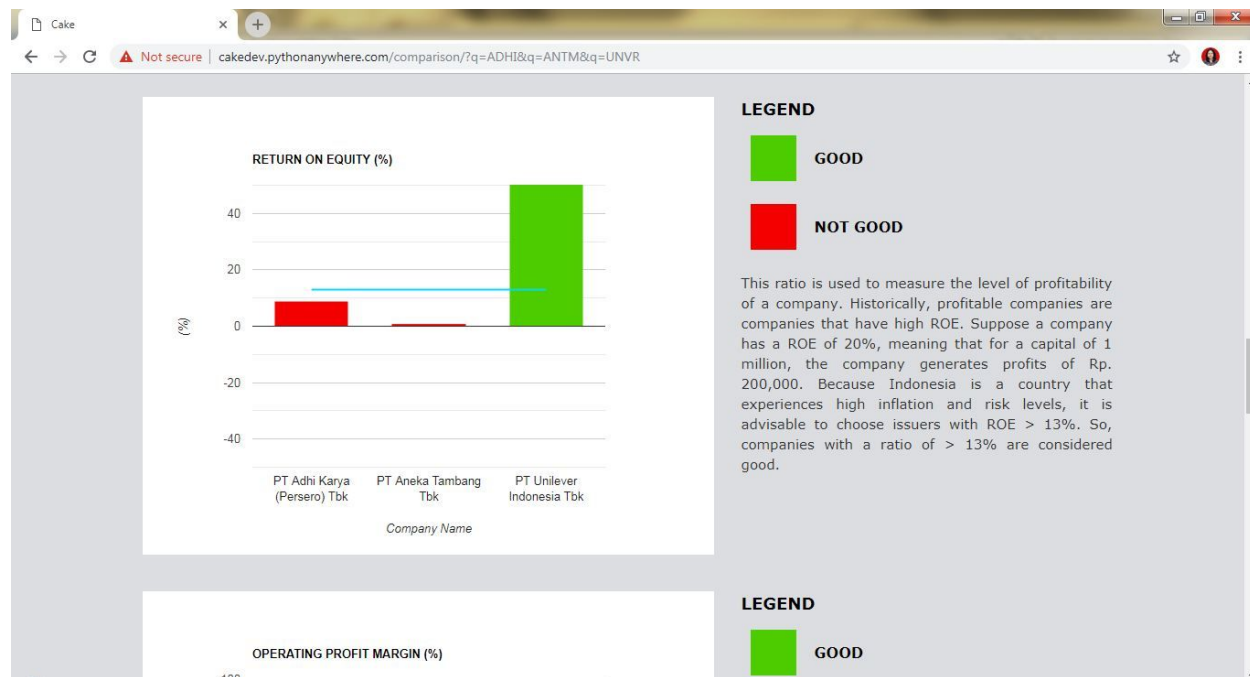 Cake
Not secure | cakedev.pythonanywhere.com/comparison/?q=ADHI&q=ANTM&q=UNVR
RETURN ON EQUITY (%)
40
20
0
-20
-40
(%)
PT Adhi Karya
(Persero) Tbk
PT Aneka Tambang
Tbk
PT Unilever
Indonesia Tbk
Company Name
LEGEND
GOOD
NOT GOOD
This ratio is used to measure the level of profitability
of a company. Historically, profitable companies are
companies that have high ROE. Suppose a company
has a ROE of 20%, meaning that for a capital of 1
million, the company generates profits of Rp.
200,000. Because Indonesia is a country that
experiences high inflation and risk levels, it is
advisable to choose issuers with ROE > 13%. So,
companies with a ratio of > 13% are considered
good.
OPERATING PROFIT MARGIN (%)
LEGEND
GOOD